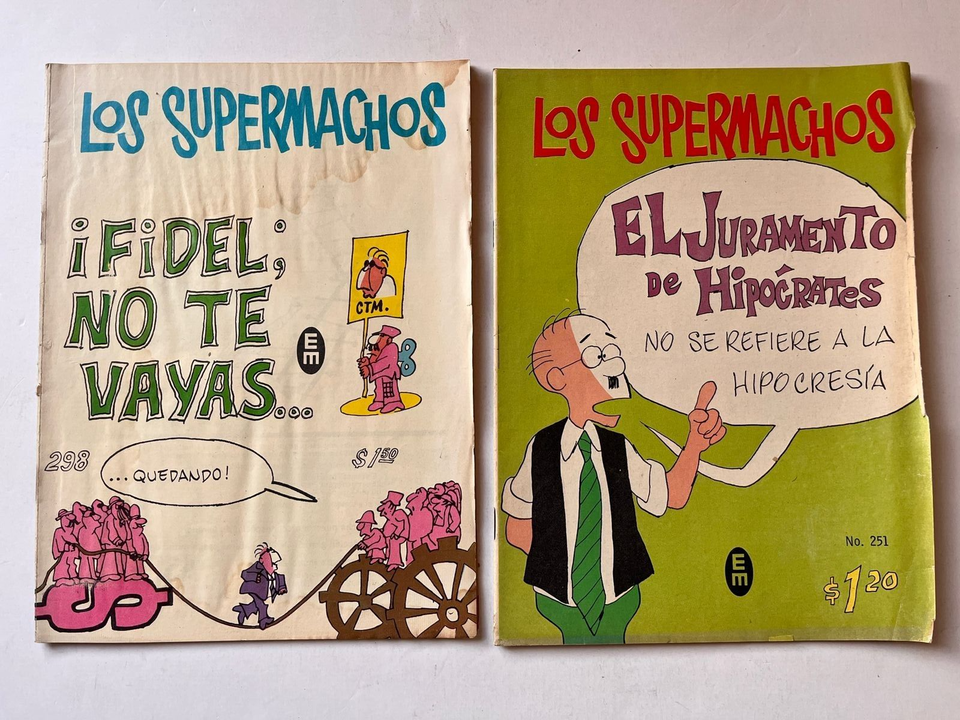 LOS SUPERMACHOS
¡FiDEL;
NO TE
VAYAS...
CTM.
EM
298
$1.50
...QUEDANDO!
$
LOS SUPERMACHOS
EL JURAMENTO
DE HIPÓCRATES
NO SE REFIERE A LA
HIPOCRESÍA
No. 251
EM
$1.20